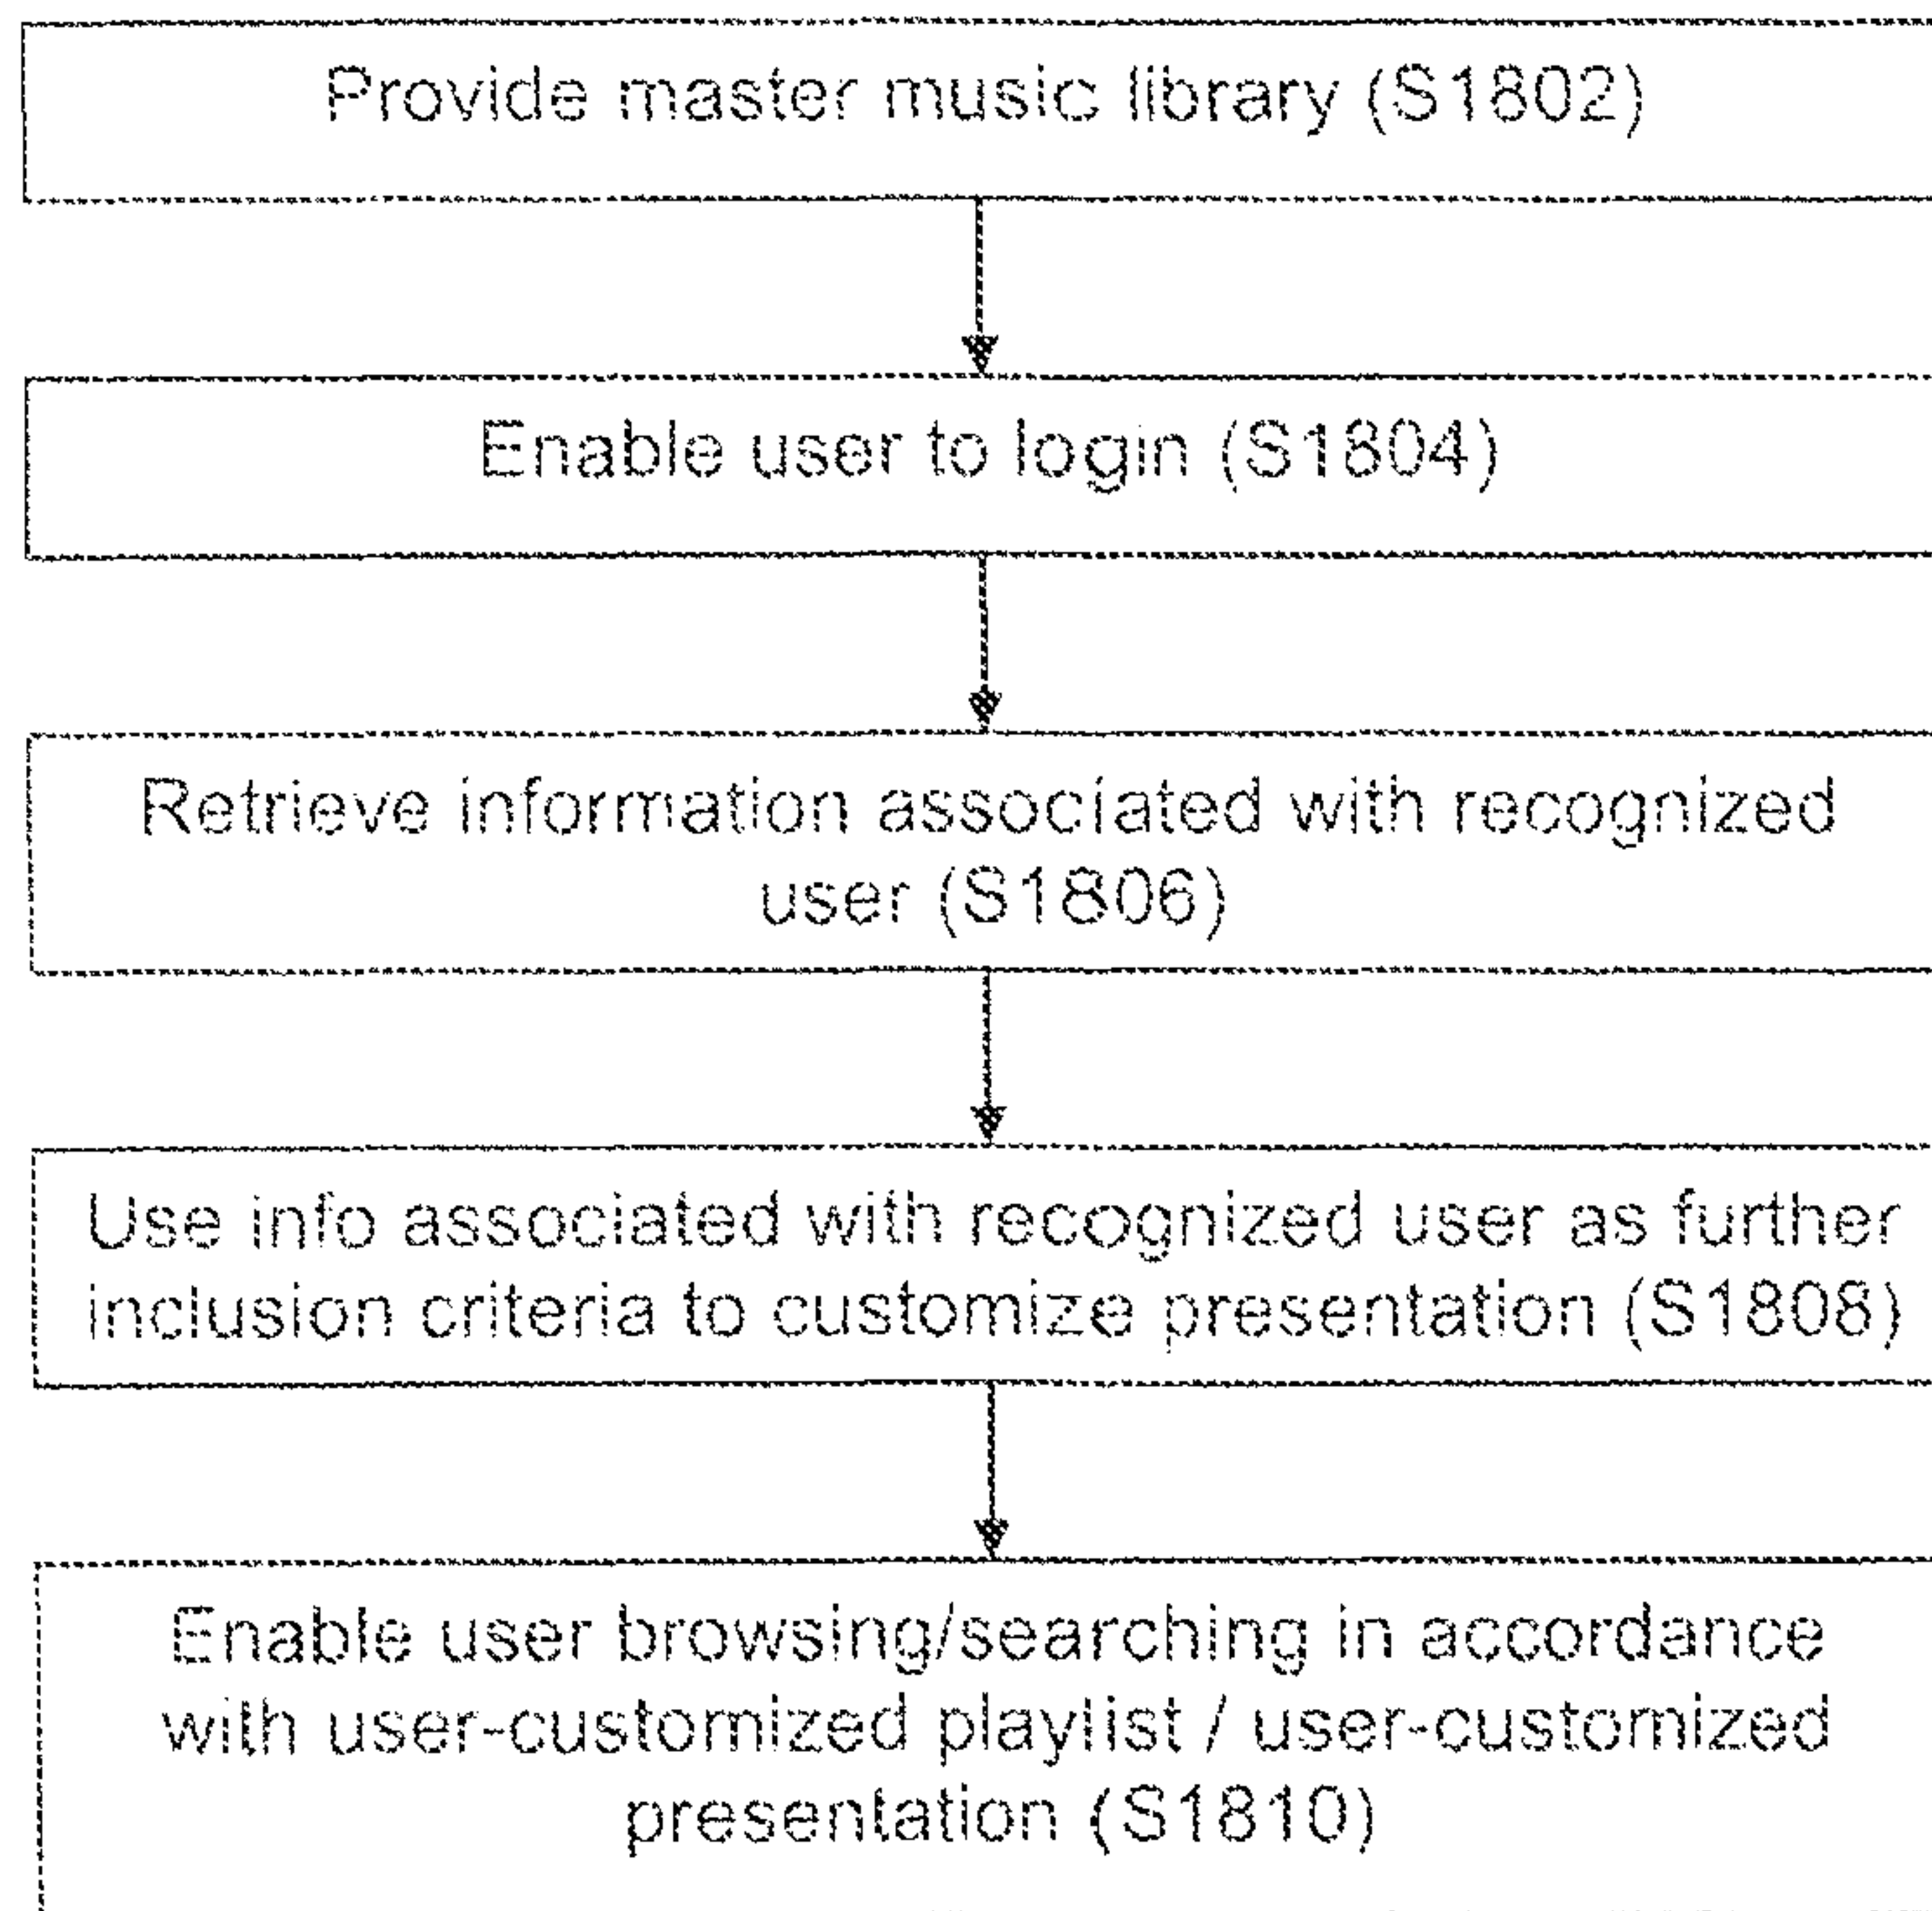 Provide master music library (S1802)
Enable user to login (S1804)
Retrieve information associated with recognized
user (S1806)
Use info associated with recognized user as further
inclusion criteria to customize presentation (S1808)
Enable user browsing/searching in accordance
with user-customized playlist / user-customized
presentation (S1810)